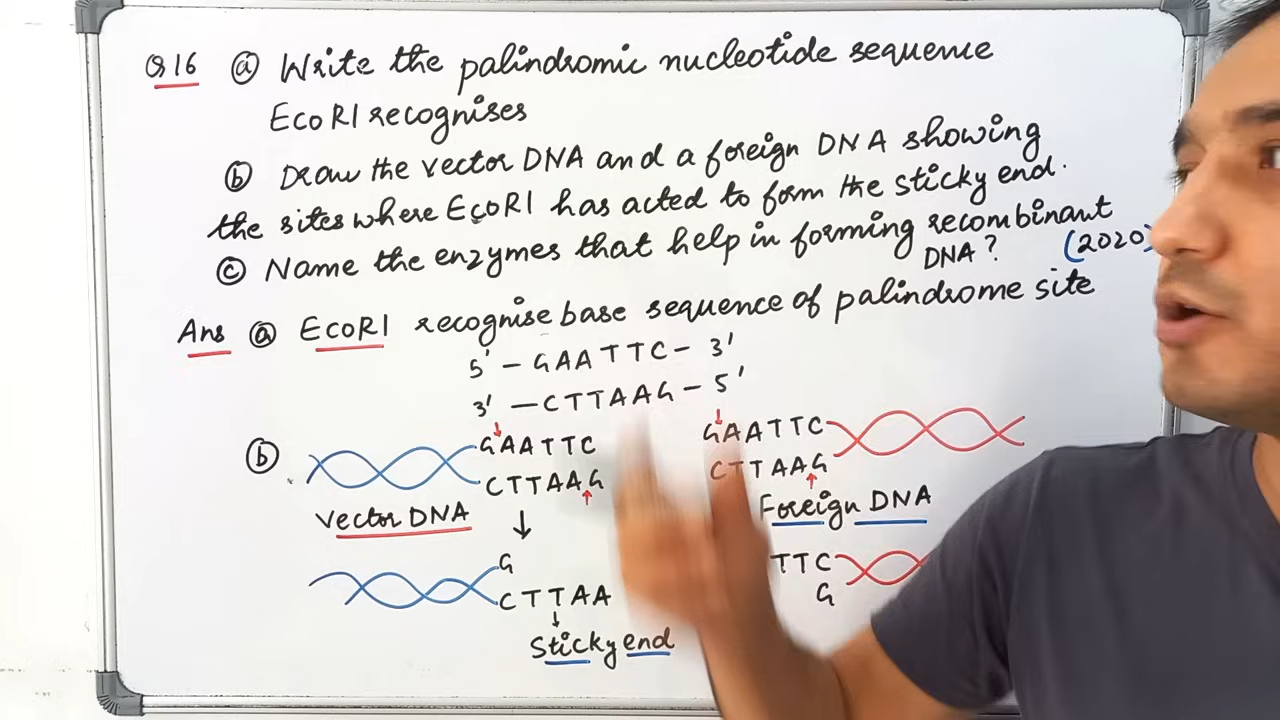 Q16 ⓐ Write the palindromic nucleotide sequence
EcoRI recognises
ⓑ Draw the vector DNA and a foreign DNA showing
the sites where EcoRI has acted to form the sticky end.
ⓒ Name the enzymes that help in forming recombinant
DNA? (2020)
Ans ⓐ EcoRI recognise base sequence of palindrome site
5' – GAATTC – 3'
3' – CTTAAG – 5'
ⓑ GAATTC GAATTC
CTTAAG CTTAAG
Vector DNA Foreign DNA
G TTC
CTTAA G
Sticky end